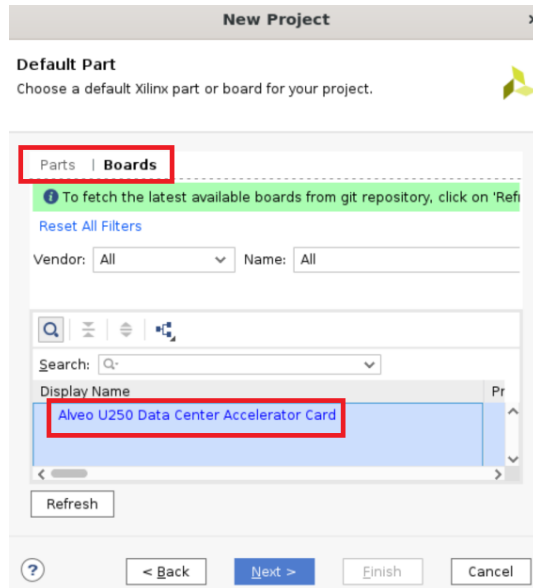 New Project
Default Part
Choose a default Xilinx part or board for your project.
Parts | Boards
To fetch the latest available boards from git repository, click on 'Refr
Reset All Filters
Vendor: All Name: All
Search: Q-
Display Name Pr
Alveo U250 Data Center Accelerator Card
Refresh
? < Back Next > Finish Cancel